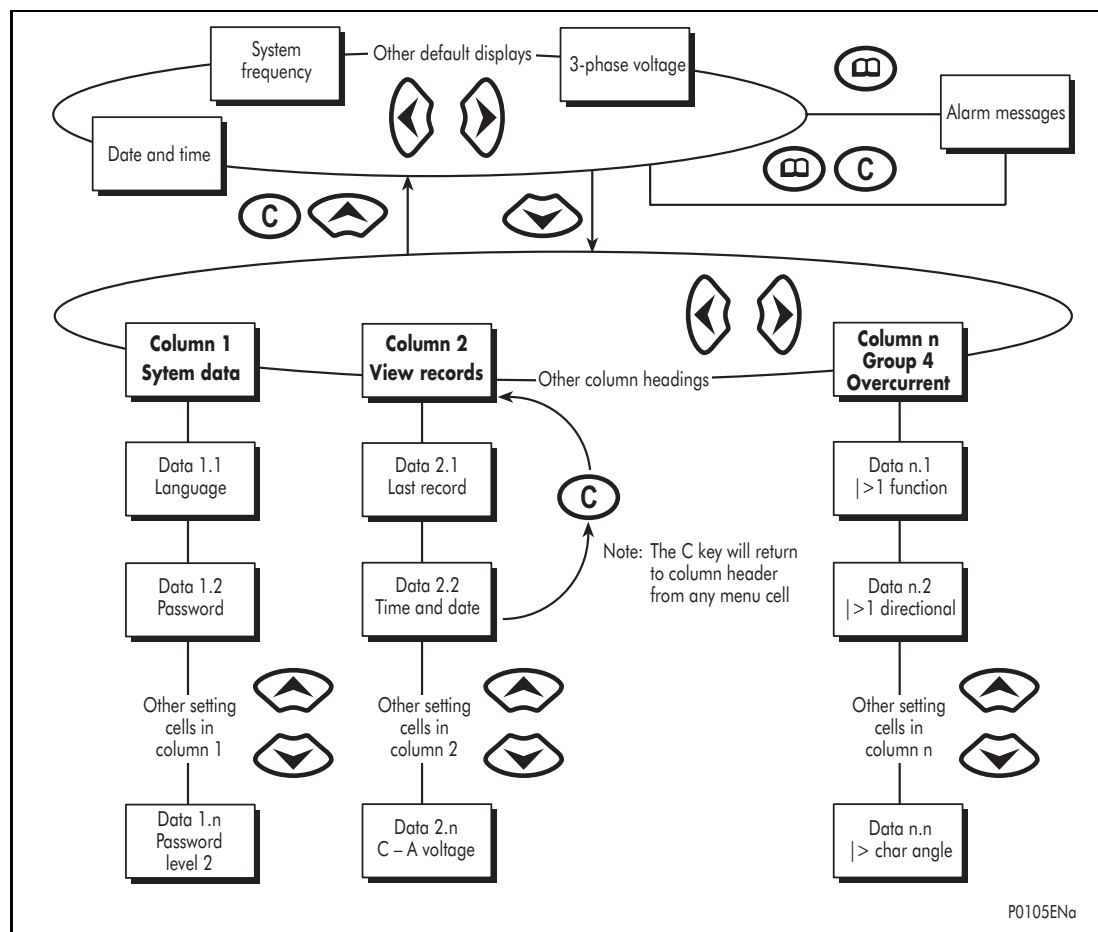 System
frequency
Other default displays
3-phase voltage
Alarm messages
Date and time
C
C
Column 1
Sytem data
Column 2
View records
Other column headings
Column n
Group 4
Overcurrent
Data 1.1
Language
Data 2.1
Last record
C
Data n.1
|>1 function
Note: The C key will return
to column header
from any menu cell
Data 1.2
Password
Data 2.2
Time and date
Data n.2
|>1 directional
Other setting
cells in
column 1
Other setting
cells in
column 2
Other setting
cells in
column n
Data 1.n
Password
level 2
Data 2.n
C – A voltage
Data n.n
|> char angle
P0105ENa